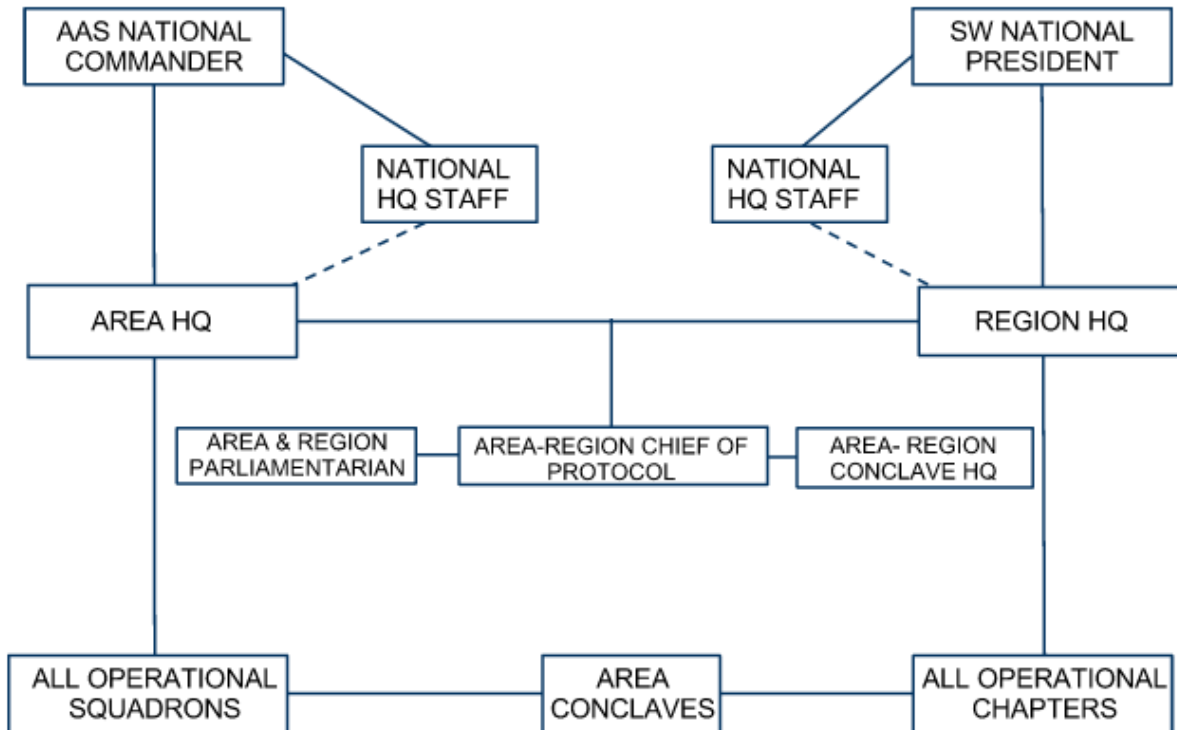 AAS NATIONAL
COMMANDER
SW NATIONAL
PRESIDENT
NATIONAL
HQ STAFF
NATIONAL
HQ STAFF
AREA HQ
REGION HQ
AREA & REGION
PARLIAMENTARIAN
AREA-REGION CHIEF OF
PROTOCOL
AREA- REGION
CONCLAVE HQ
ALL OPERATIONAL
SQUADRONS
AREA
CONCLAVES
ALL OPERATIONAL
CHAPTERS